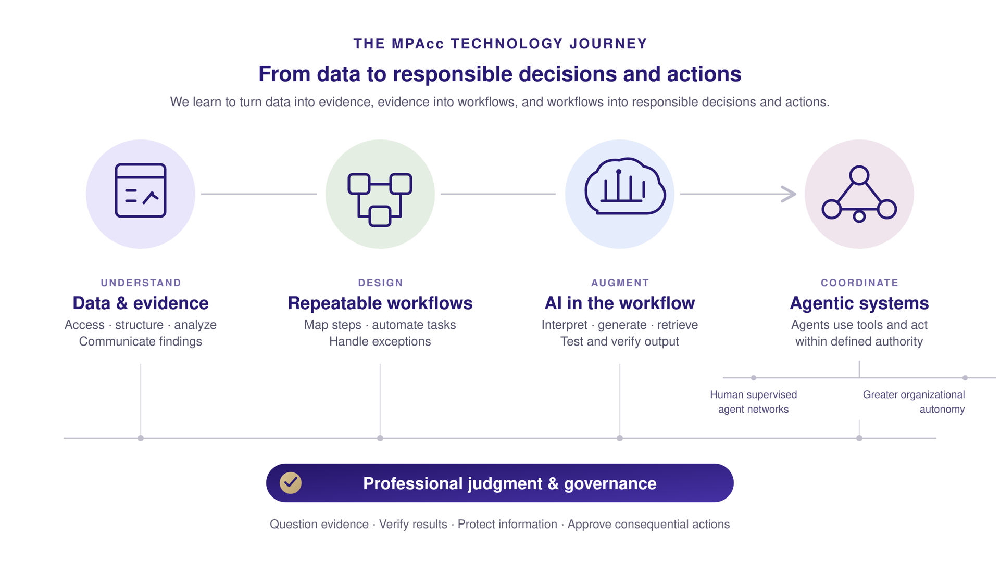 THE MPAcc TECHNOLOGY JOURNEY
From data to responsible decisions and actions
We learn to turn data into evidence, evidence into workflows, and workflows into responsible decisions and actions.
UNDERSTAND
Data & evidence
Access · structure · analyze
Communicate findings
DESIGN
Repeatable workflows
Map steps · automate tasks
Handle exceptions
AUGMENT
AI in the workflow
Interpret · generate · retrieve
Test and verify output
COORDINATE
Agentic systems
Agents use tools and act
within defined authority
Human supervised
agent networks
Greater organizational
autonomy
Professional judgment & governance
Question evidence · Verify results · Protect information · Approve consequential actions